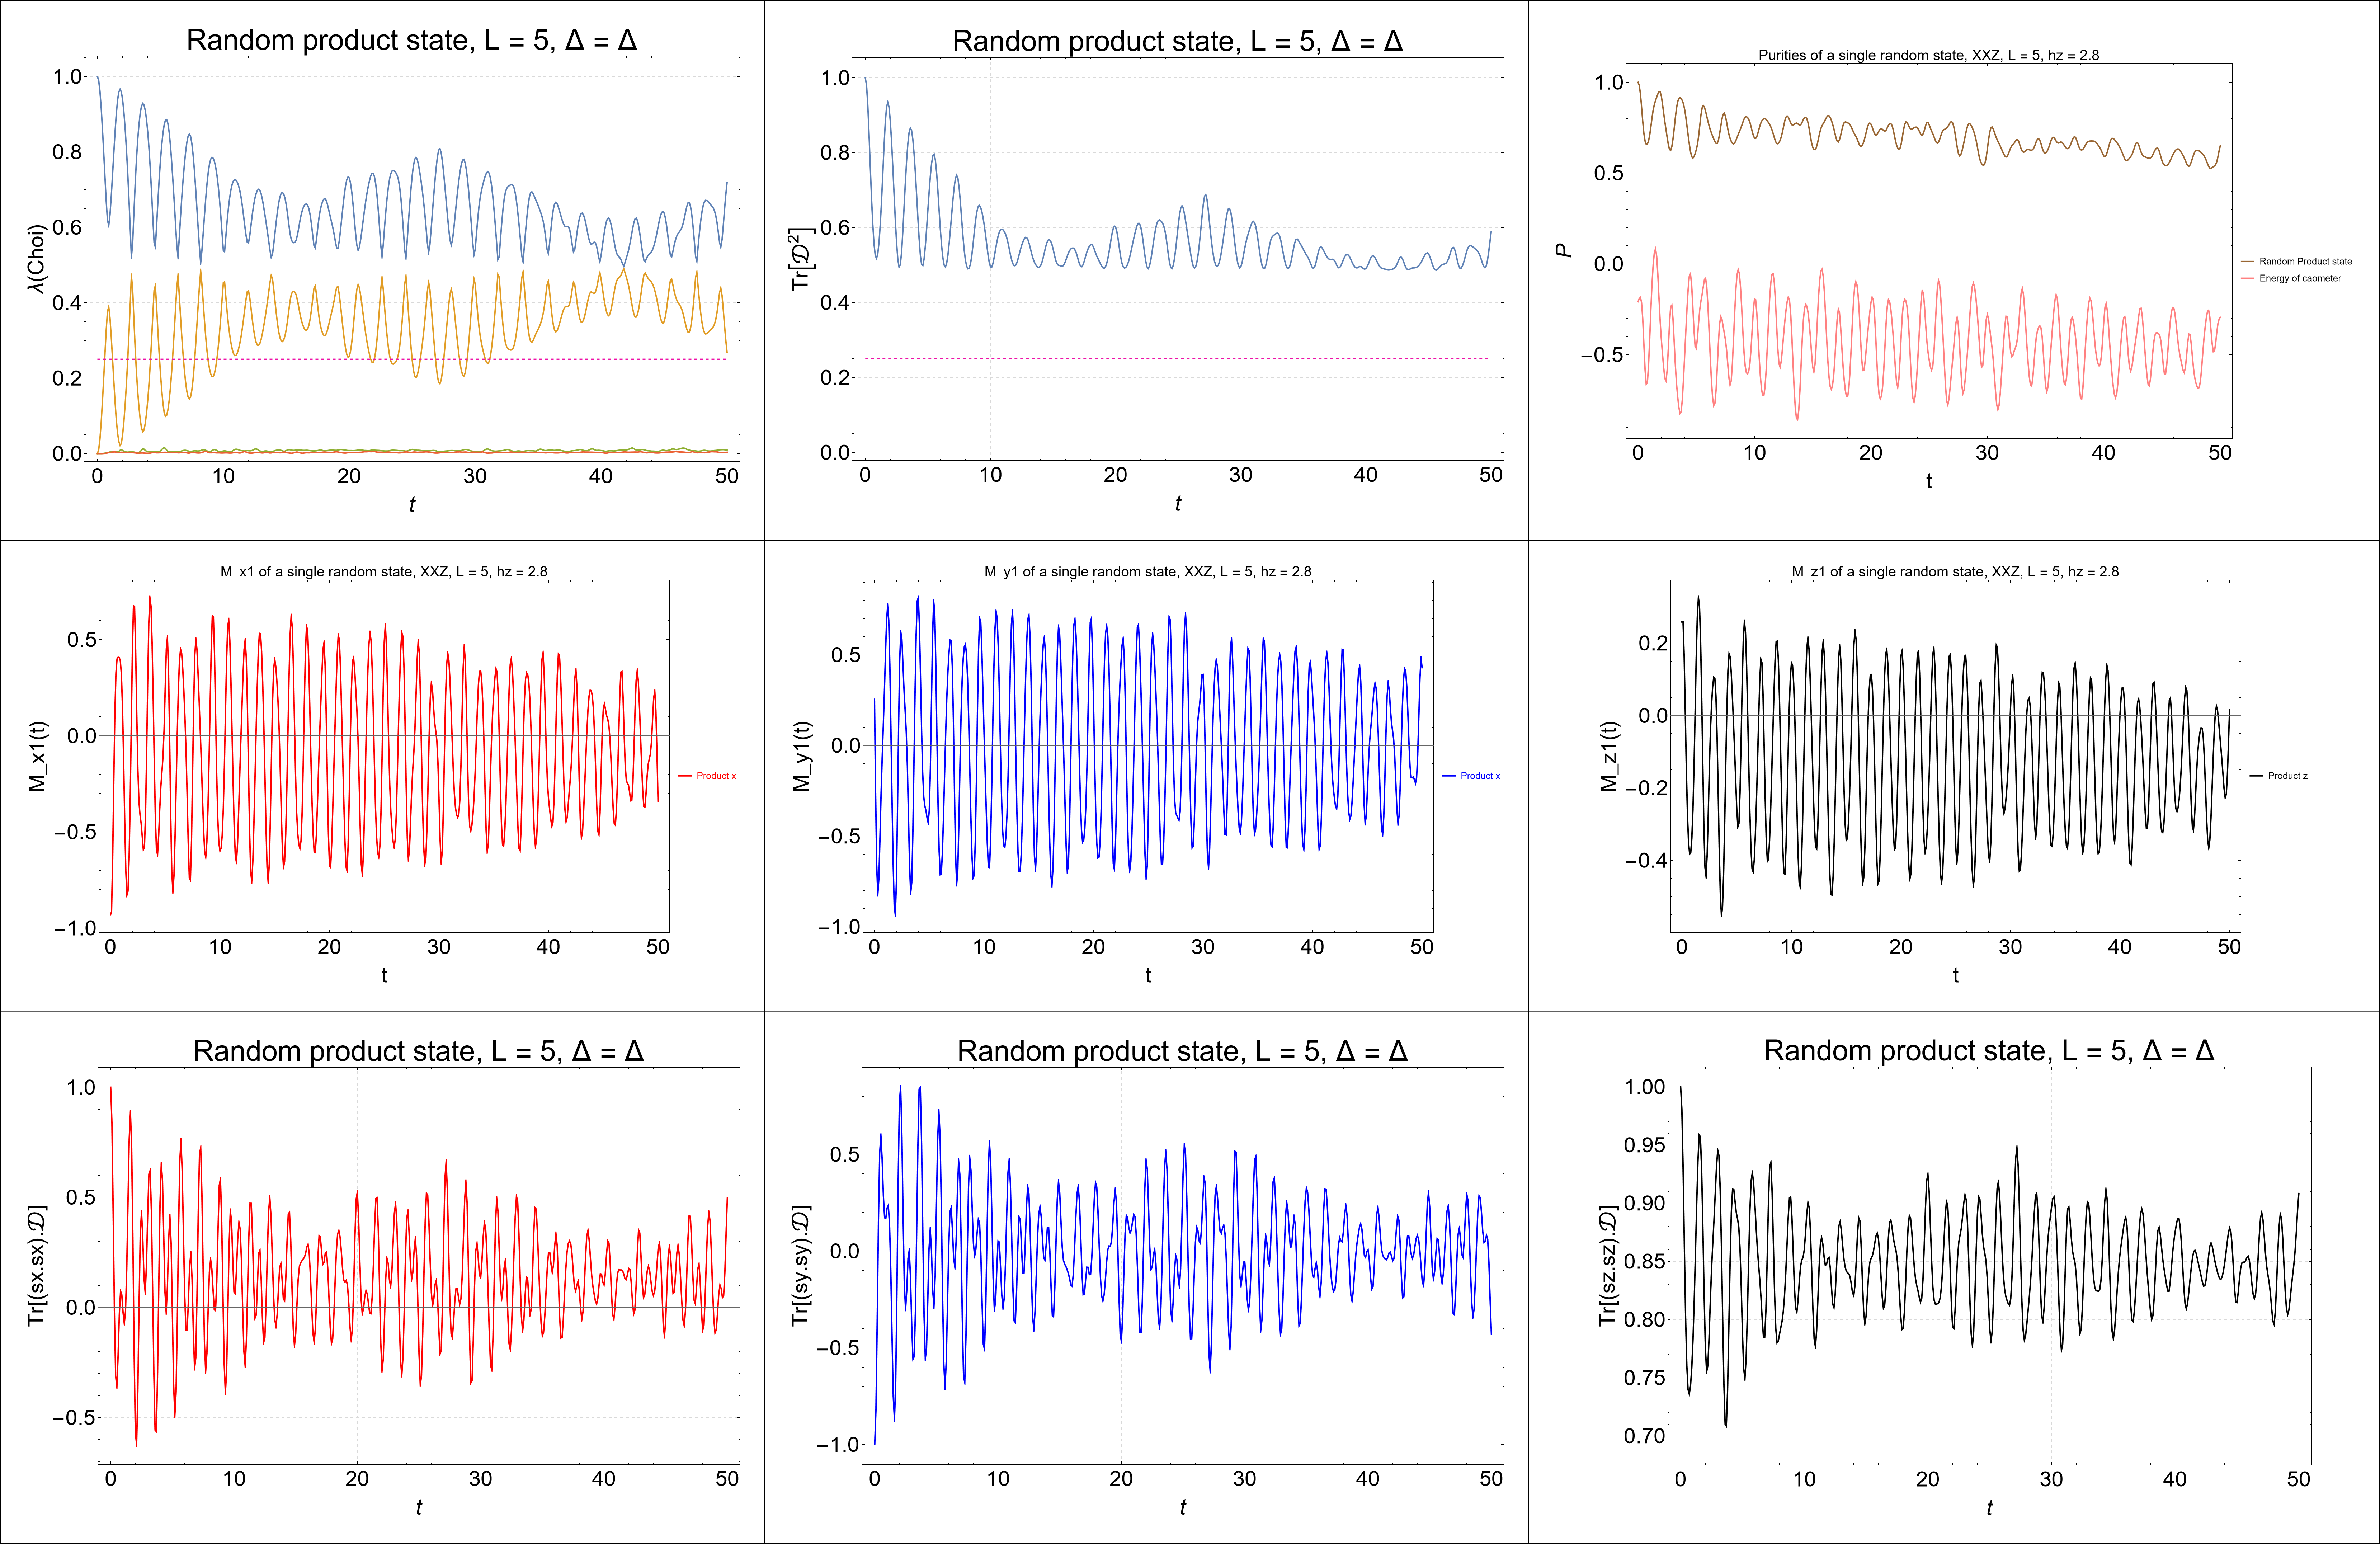 Random product state, L = 5, Δ = Δ
1.0
0.8
0.6
0.4
0.2
0.0
λ(Choi)
0 10 20 30 40 50
t
Random product state, L = 5, Δ = Δ
1.0
0.8
0.6
0.4
0.2
0.0
Tr[𝒟²]
0 10 20 30 40 50
t
Purities of a single random state, XXZ, L = 5, hz = 2.8
1.0
0.5
0.0
−0.5
P
0 10 20 30 40 50
t
Random Product state
Energy of caometer
M_x1 of a single random state, XXZ, L = 5, hz = 2.8
0.5
0.0
−0.5
−1.0
M_x1(t)
0 10 20 30 40 50
t
Product x
M_y1 of a single random state, XXZ, L = 5, hz = 2.8
0.5
0.0
−0.5
−1.0
M_y1(t)
0 10 20 30 40 50
t
Product x
M_z1 of a single random state, XXZ, L = 5, hz = 2.8
0.2
0.0
−0.2
−0.4
M_z1(t)
0 10 20 30 40 50
t
Product z
Random product state, L = 5, Δ = Δ
1.0
0.5
0.0
−0.5
Tr[(sx.sx).𝒟]
0 10 20 30 40 50
t
Random product state, L = 5, Δ = Δ
0.5
0.0
−0.5
−1.0
Tr[(sy.sy).𝒟]
0 10 20 30 40 50
t
Random product state, L = 5, Δ = Δ
1.00
0.95
0.90
0.85
0.80
0.75
0.70
Tr[(sz.sz).𝒟]
0 10 20 30 40 50
t